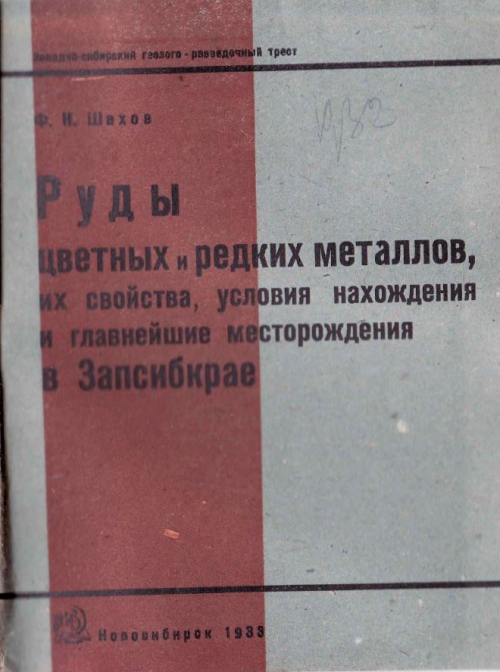 Западно-сибирский геолого-разведочный трест
Ф. Н. Шахов
Руды
цветных и редких металлов,
их свойства, условия нахождения
и главнейшие месторождения
в Запсибкрае
Новосибирск 1933